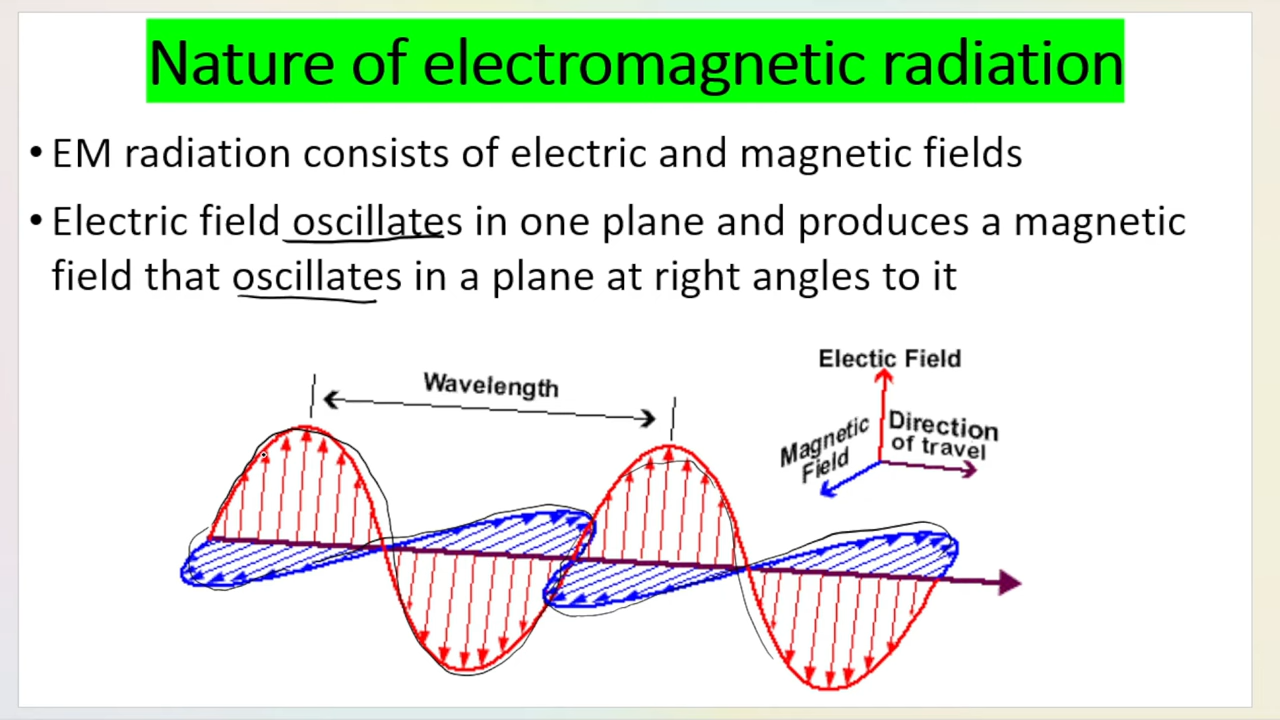 Nature of electromagnetic radiation
• EM radiation consists of electric and magnetic fields
• Electric field oscillates in one plane and produces a magnetic
field that oscillates in a plane at right angles to it
Wavelength
Electic Field
Magnetic
Field
Direction
of travel